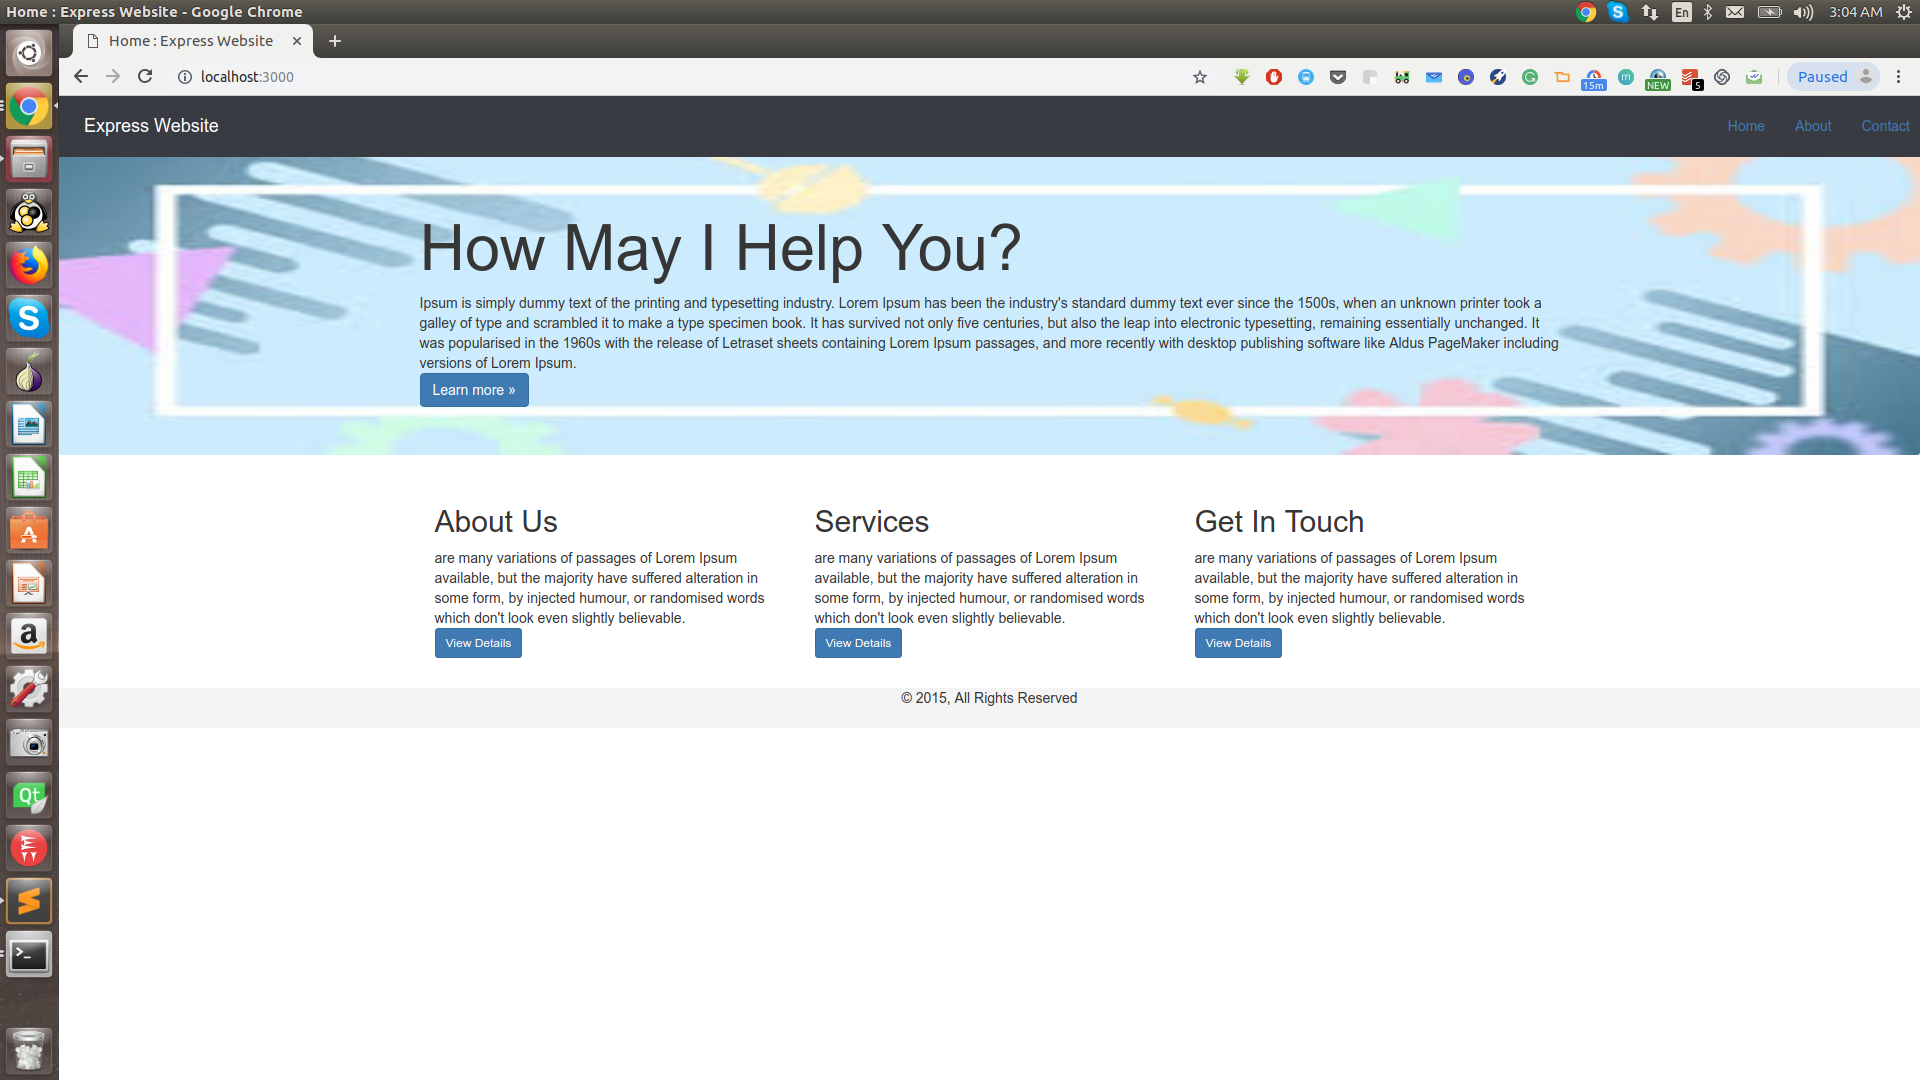 Home : Express Website - Google Chrome
En
3:04 AM
Home : Express Website
localhost:3000
15m
NEW
5
Paused
Express Website
Home
About
Contact
How May I Help You?
Ipsum is simply dummy text of the printing and typesetting industry. Lorem Ipsum has been the industry's standard dummy text ever since the 1500s, when an unknown printer took a
galley of type and scrambled it to make a type specimen book. It has survived not only five centuries, but also the leap into electronic typesetting, remaining essentially unchanged. It
was popularised in the 1960s with the release of Letraset sheets containing Lorem Ipsum passages, and more recently with desktop publishing software like Aldus PageMaker including
versions of Lorem Ipsum.
Learn more »
About Us
are many variations of passages of Lorem Ipsum
available, but the majority have suffered alteration in
some form, by injected humour, or randomised words
which don't look even slightly believable.
View Details
Services
are many variations of passages of Lorem Ipsum
available, but the majority have suffered alteration in
some form, by injected humour, or randomised words
which don't look even slightly believable.
View Details
Get In Touch
are many variations of passages of Lorem Ipsum
available, but the majority have suffered alteration in
some form, by injected humour, or randomised words
which don't look even slightly believable.
View Details
© 2015, All Rights Reserved
Qt